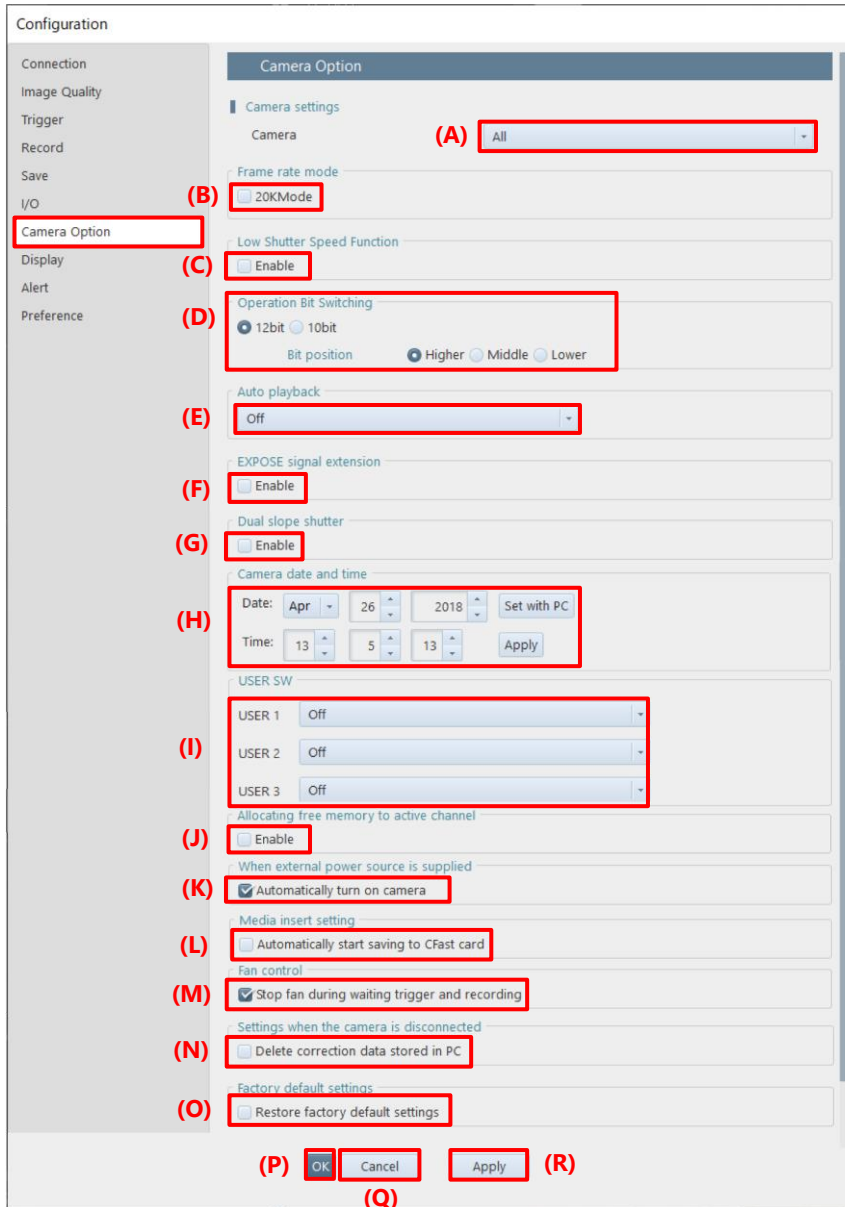 Configuration
Connection
Image Quality
Trigger
Record
Save
I/O
Camera Option
Display
Alert
Preference
Camera Option
Camera settings
Camera (A) All
Frame rate mode
(B) 20KMode
Low Shutter Speed Function
(C) Enable
Operation Bit Switching
(D) 12bit 10bit
Bit position Higher Middle Lower
Auto playback
(E) Off
EXPOSE signal extension
(F) Enable
Dual slope shutter
(G) Enable
Camera date and time
Date: Apr 26 2018 Set with PC
(H)
Time: 13 5 13 Apply
USER SW
USER 1 Off
(I) USER 2 Off
USER 3 Off
Allocating free memory to active channel
(J) Enable
When external power source is supplied
(K) Automatically turn on camera
Media insert setting
(L) Automatically start saving to CFast card
Fan control
(M) Stop fan during waiting trigger and recording
Settings when the camera is disconnected
(N) Delete correction data stored in PC
Factory default settings
(O) Restore factory default settings
(P) OK Cancel Apply (R)
(Q)